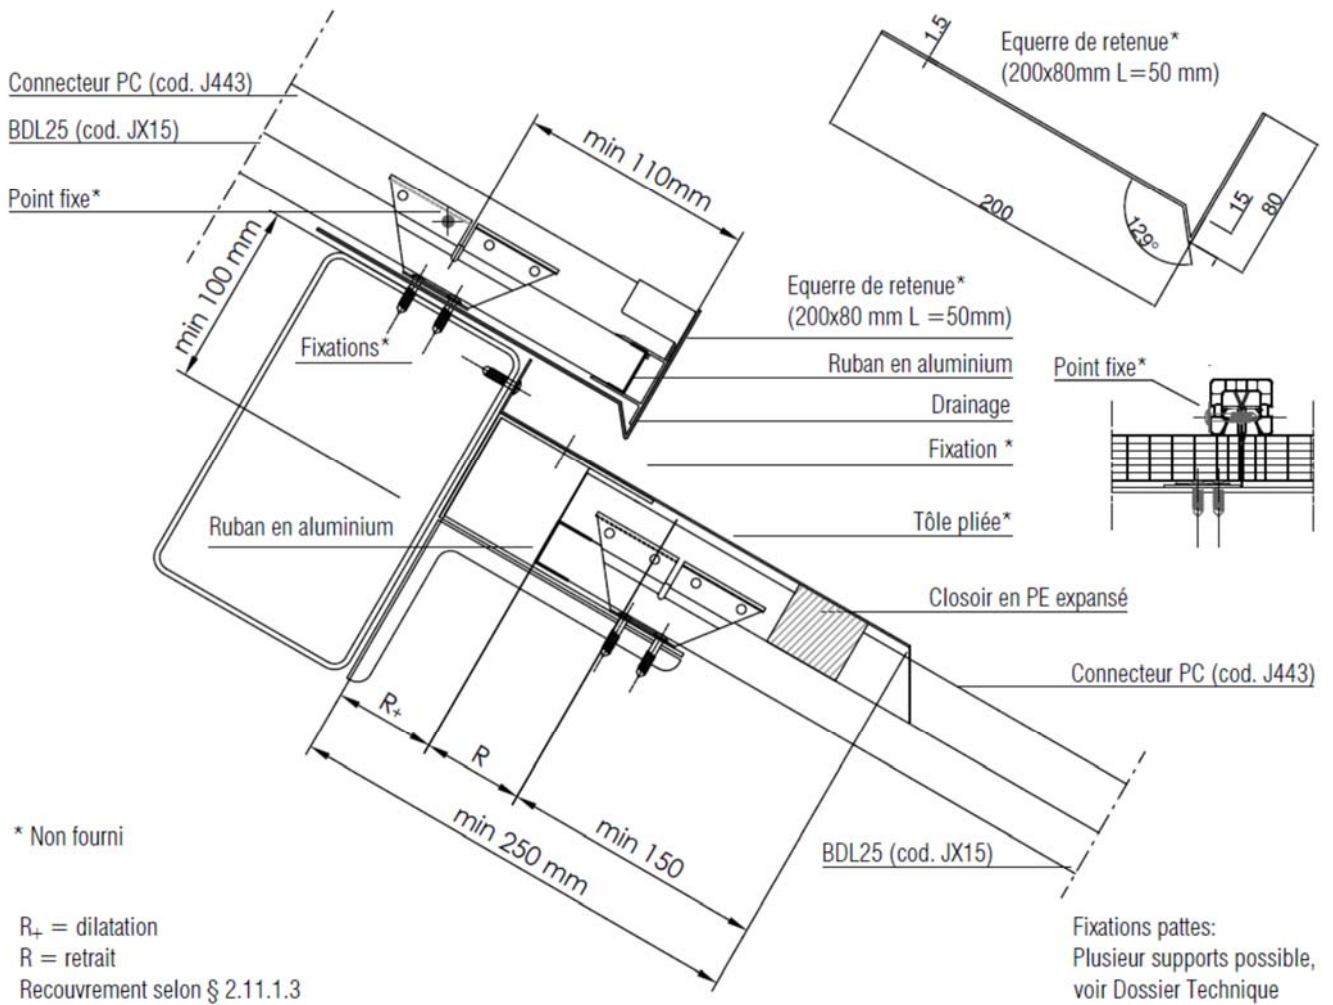 1.5
Equerre de retenue*
(200x80mm L=50 mm)
Connecteur PC (cod. J443)
BDL25 (cod. JX15)
min 110mm
Point fixe*
200
15
80
129°
min 100 mm
Equerre de retenue*
(200x80 mm L =50mm)
Fixations*
Ruban en aluminium
Point fixe*
Drainage
Fixation *
Ruban en aluminium
Tôle pliée*
Closoir en PE expansé
Connecteur PC (cod. J443)
R+
R
min 250 mm
min 150
* Non fourni
BDL25 (cod. JX15)
R+ = dilatation
R = retrait
Recouvrement selon § 2.11.1.3
Fixations pattes:
Plusieur supports possible,
voir Dossier Technique